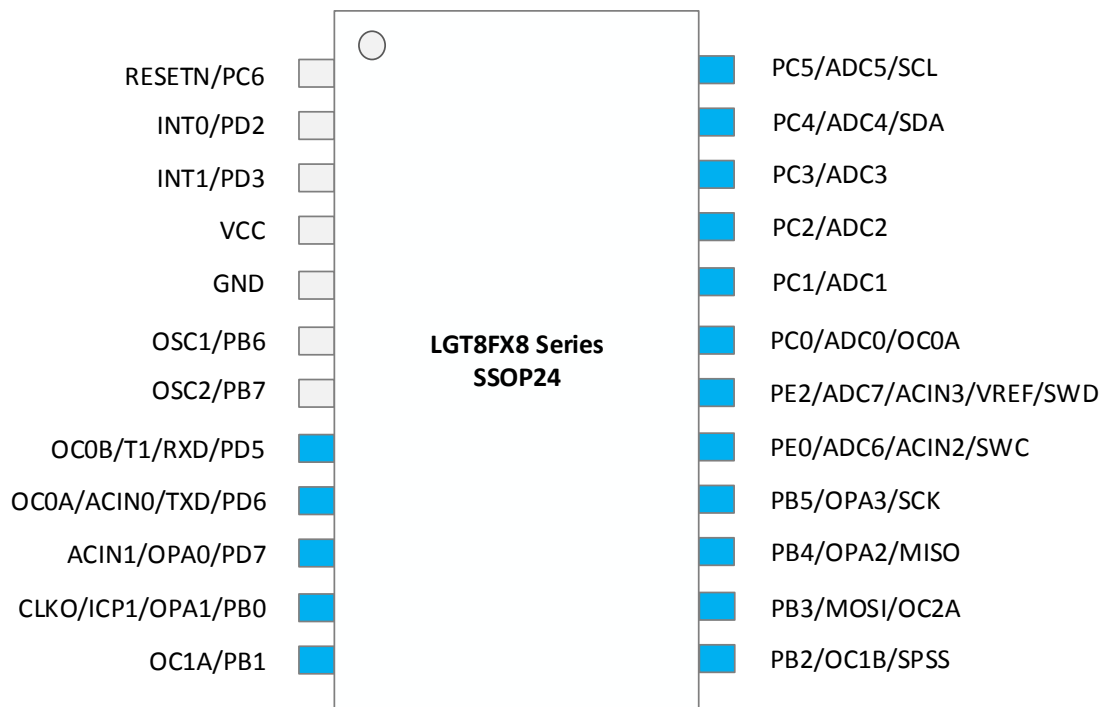 RESETN/PC6
INT0/PD2
INT1/PD3
VCC
GND
OSC1/PB6
OSC2/PB7
OC0B/T1/RXD/PD5
OC0A/ACIN0/TXD/PD6
ACIN1/OPA0/PD7
CLKO/ICP1/OPA1/PB0
OC1A/PB1
LGT8FX8 Series
SSOP24
PC5/ADC5/SCL
PC4/ADC4/SDA
PC3/ADC3
PC2/ADC2
PC1/ADC1
PC0/ADC0/OC0A
PE2/ADC7/ACIN3/VREF/SWD
PE0/ADC6/ACIN2/SWC
PB5/OPA3/SCK
PB4/OPA2/MISO
PB3/MOSI/OC2A
PB2/OC1B/SPSS